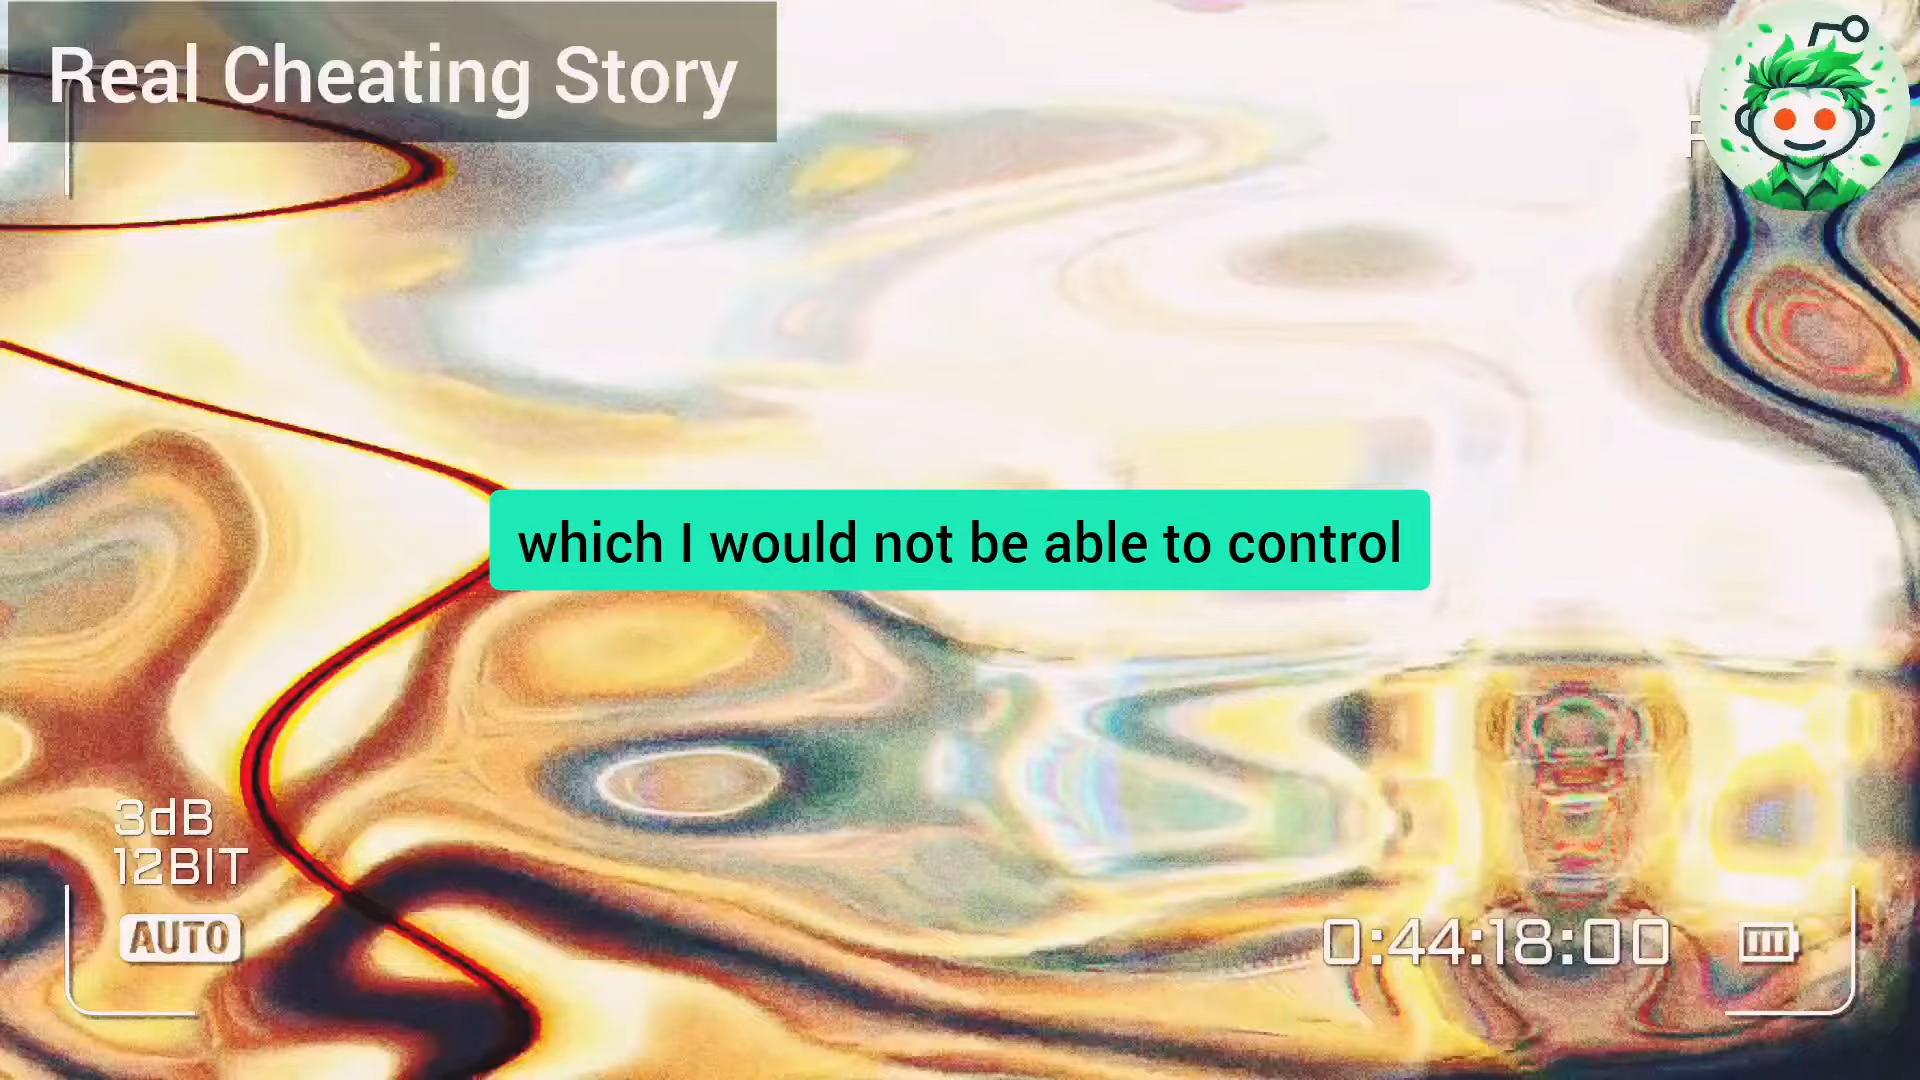 Real Cheating Story
which I would not be able to control
3dB
12BIT
AUTO
0:44:18:00